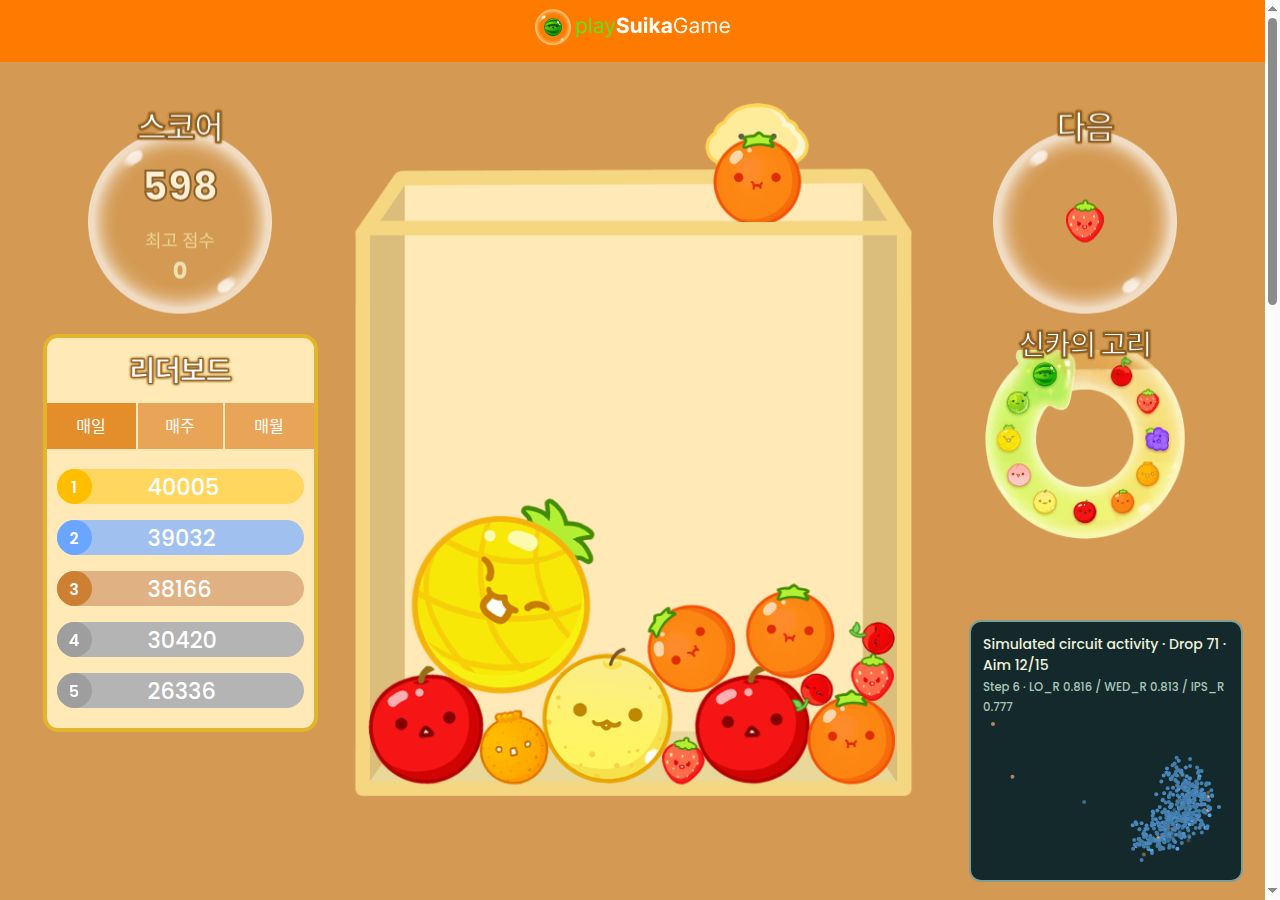 playSuikaGame
스코어
598
최고 점수
0
다음
리더보드
매일
매주
매월
1 40005
2 39032
3 38166
4 30420
5 26336
신카의 고리
Simulated circuit activity · Drop 71 ·
Aim 12/15
Step 6 · LO_R 0.816 / WED_R 0.813 / IPS_R
0.777